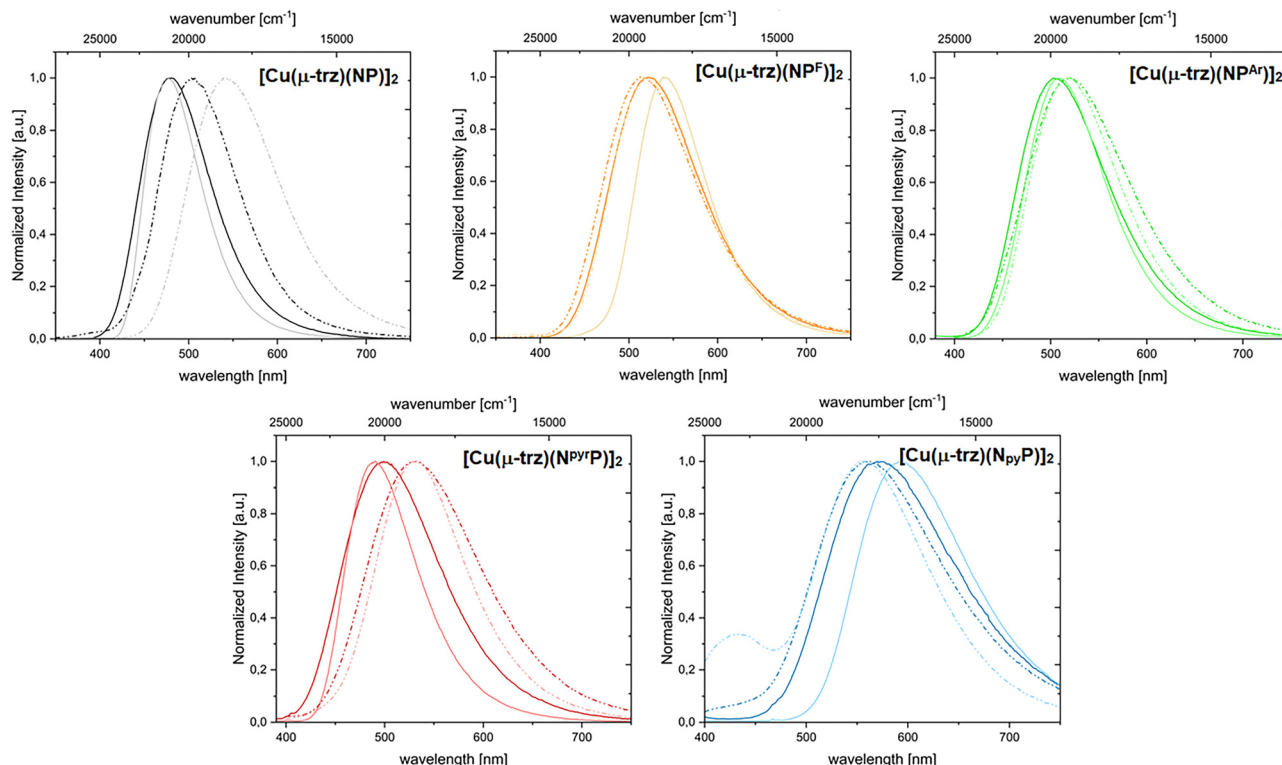 wavenumber [cm⁻¹]
25000 20000 15000
[Cu(μ-trz)(NP)]₂
Normalized Intensity [a.u.]
1,0
0,8
0,6
0,4
0,2
0,0
400 500 600 700
wavelength [nm]
wavenumber [cm⁻¹]
25000 20000 15000
[Cu(μ-trz)(NPᶠ)]₂
Normalized Intensity [a.u.]
1,0
0,8
0,6
0,4
0,2
0,0
400 500 600 700
wavelength [nm]
wavenumber [cm⁻¹]
25000 20000 15000
[Cu(μ-trz)(NPᴬʳ)]₂
Normalized Intensity [a.u.]
1,0
0,8
0,6
0,4
0,2
0,0
400 500 600 700
wavelength [nm]
wavenumber [cm⁻¹]
25000 20000 15000
[Cu(μ-trz)(NᵖʸʳP)]₂
Normalized Intensity [a.u.]
1,0
0,8
0,6
0,4
0,2
0,0
400 500 600 700
wavelength [nm]
wavenumber [cm⁻¹]
25000 20000 15000
[Cu(μ-trz)(NpyP)]₂
Normalized Intensity [a.u.]
1,0
0,8
0,6
0,4
0,2
0,0
400 500 600 700
wavelength [nm]